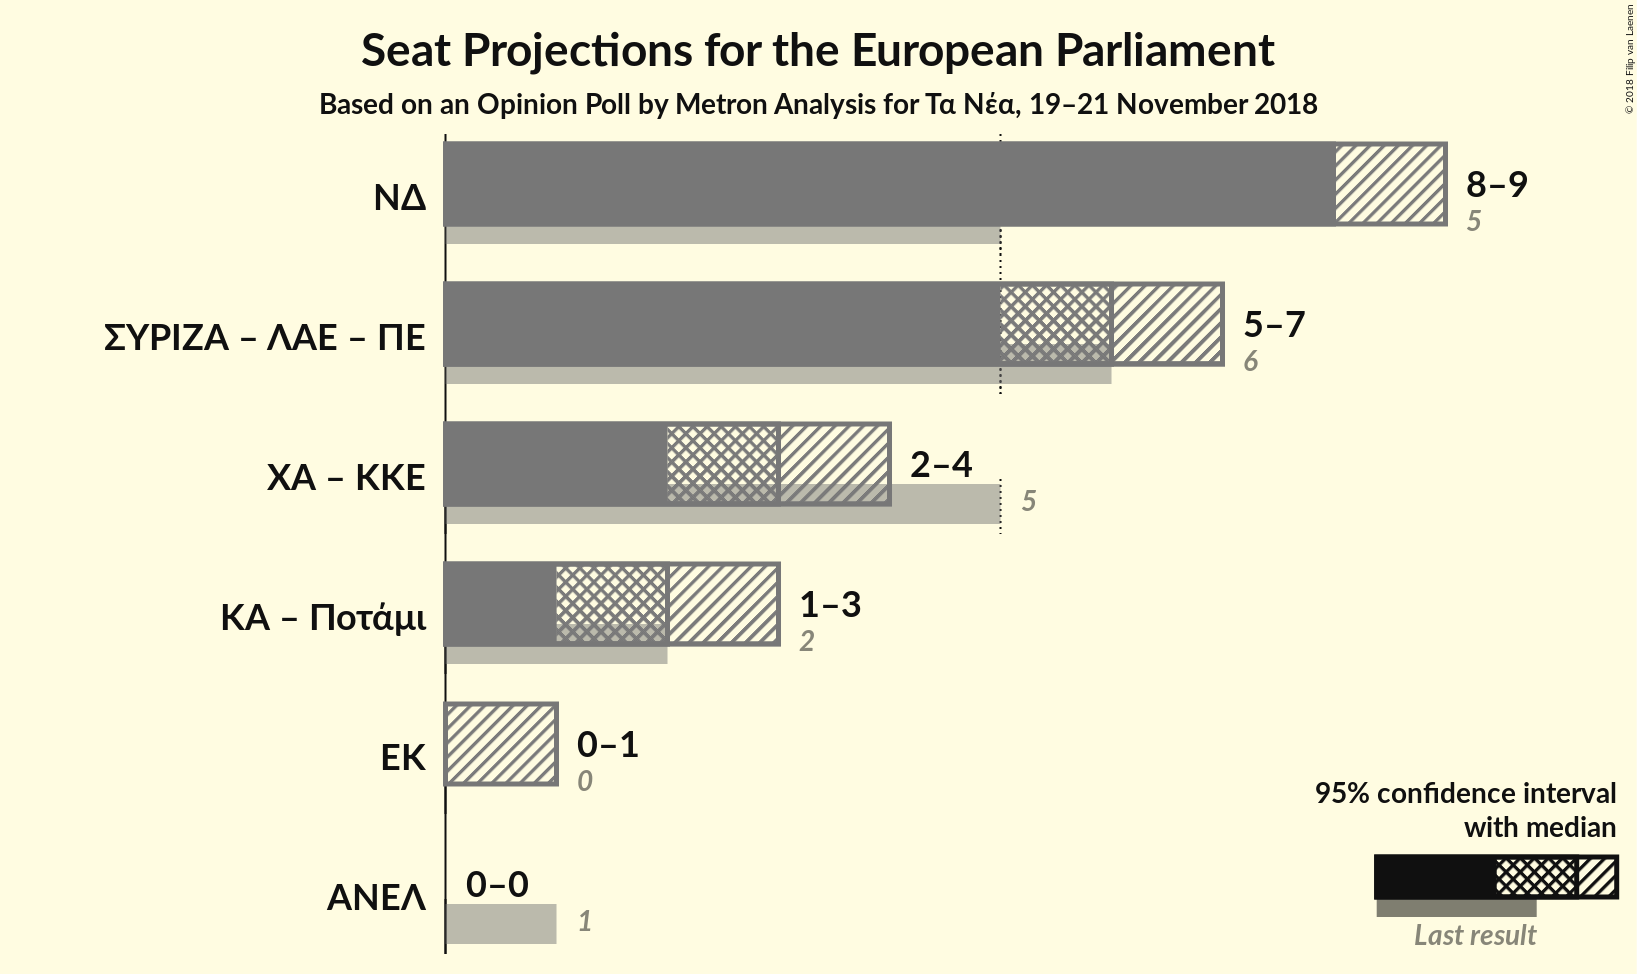 Seat Projections for the European Parliament
Based on an Opinion Poll by Metron Analysis for Τα Νέα, 19–21 November 2018
© 2018 Filip van Laenen
ΝΔ
8–9
5
ΣΥΡΙΖΑ – ΛΑΕ – ΠΕ
5–7
6
ΧΑ – ΚΚΕ
2–4
5
ΚΑ – Ποτάμι
1–3
2
ΕΚ
0–1
0
ΑΝΕΛ
0–0
1
95% confidence interval
with median
Last result